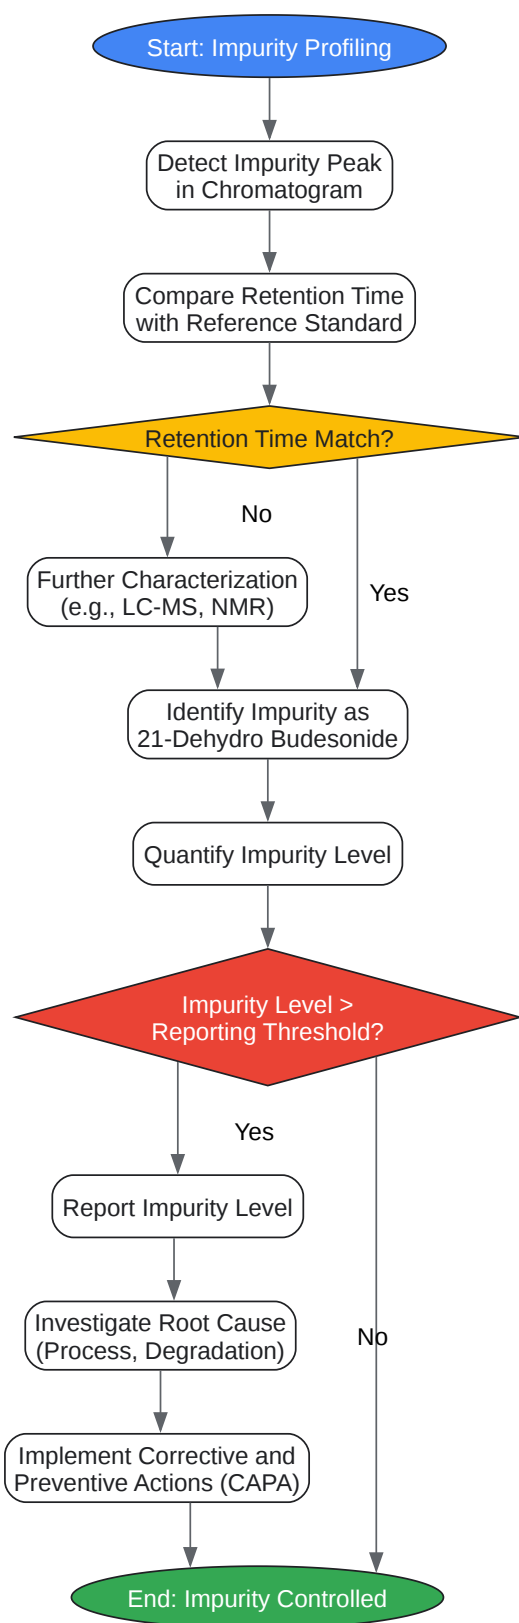 Start: Impurity Profiling
Detect Impurity Peak
in Chromatogram
Compare Retention Time
with Reference Standard
Retention Time Match?
No
Further Characterization
(e.g., LC-MS, NMR)
Yes
Identify Impurity as
21-Dehydro Budesonide
Quantify Impurity Level
Impurity Level >
Reporting Threshold?
Yes
Report Impurity Level
Investigate Root Cause
(Process, Degradation)
No
Implement Corrective and
Preventive Actions (CAPA)
End: Impurity Controlled